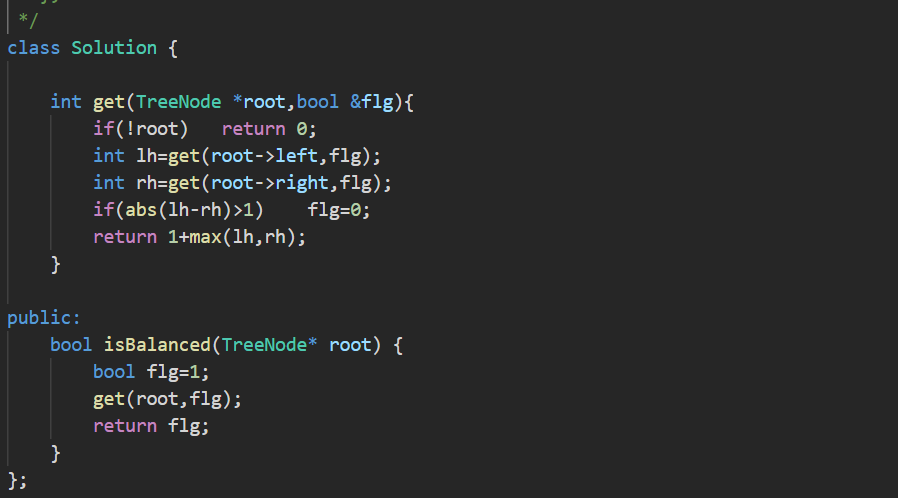 */
class Solution {
    int get(TreeNode *root,bool &flg){
        if(!root)   return 0;
        int lh=get(root->left,flg);
        int rh=get(root->right,flg);
        if(abs(lh-rh)>1)    flg=0;
        return 1+max(lh,rh);
    }
public:
    bool isBalanced(TreeNode* root) {
        bool flg=1;
        get(root,flg);
        return flg;
    }
};